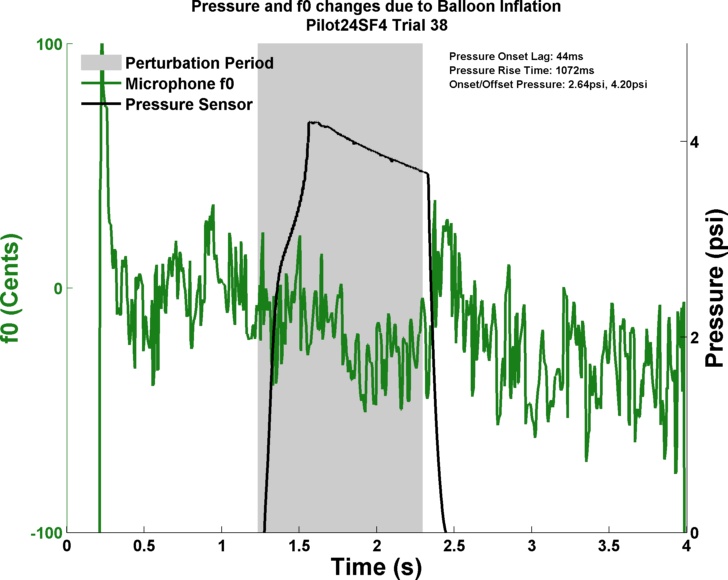 Pressure and f0 changes due to Balloon Inflation
Pilot24SF4 Trial 38
100
0
-100
f0 (Cents)
Perturbation Period
Microphone f0
Pressure Sensor
Pressure Onset Lag: 44ms
Pressure Rise Time: 1072ms
Onset/Offset Pressure: 2.64psi, 4.20psi
4
2
0
Pressure (psi)
0 0.5 1 1.5 2 2.5 3 3.5 4
Time (s)